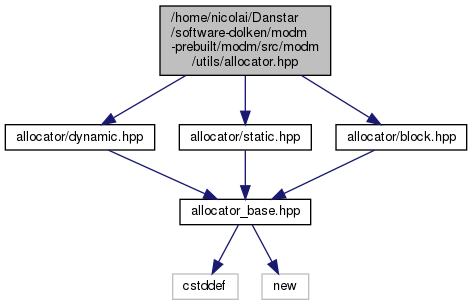 /home/nicolai/Danstar
/software-dolken/modm
-prebuilt/modm/src/modm
/utils/allocator.hpp
allocator/dynamic.hpp
allocator/static.hpp
allocator/block.hpp
allocator_base.hpp
cstddef
new